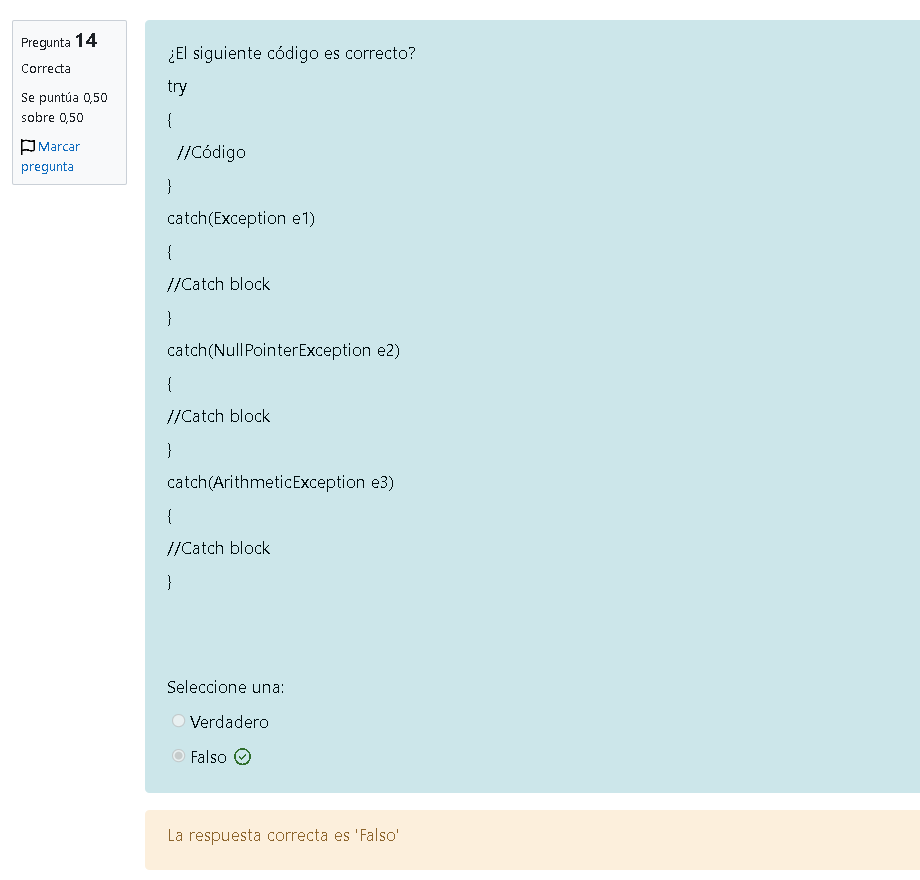 Pregunta 14
Correcta
Se puntúa 0,50
sobre 0,50
Marcar
pregunta
¿El siguiente código es correcto?
try
{
//Código
}
catch(Exception e1)
{
//Catch block
}
catch(NullPointerException e2)
{
//Catch block
}
catch(ArithmeticException e3)
{
//Catch block
}
Seleccione una:
Verdadero
Falso
La respuesta correcta es 'Falso'